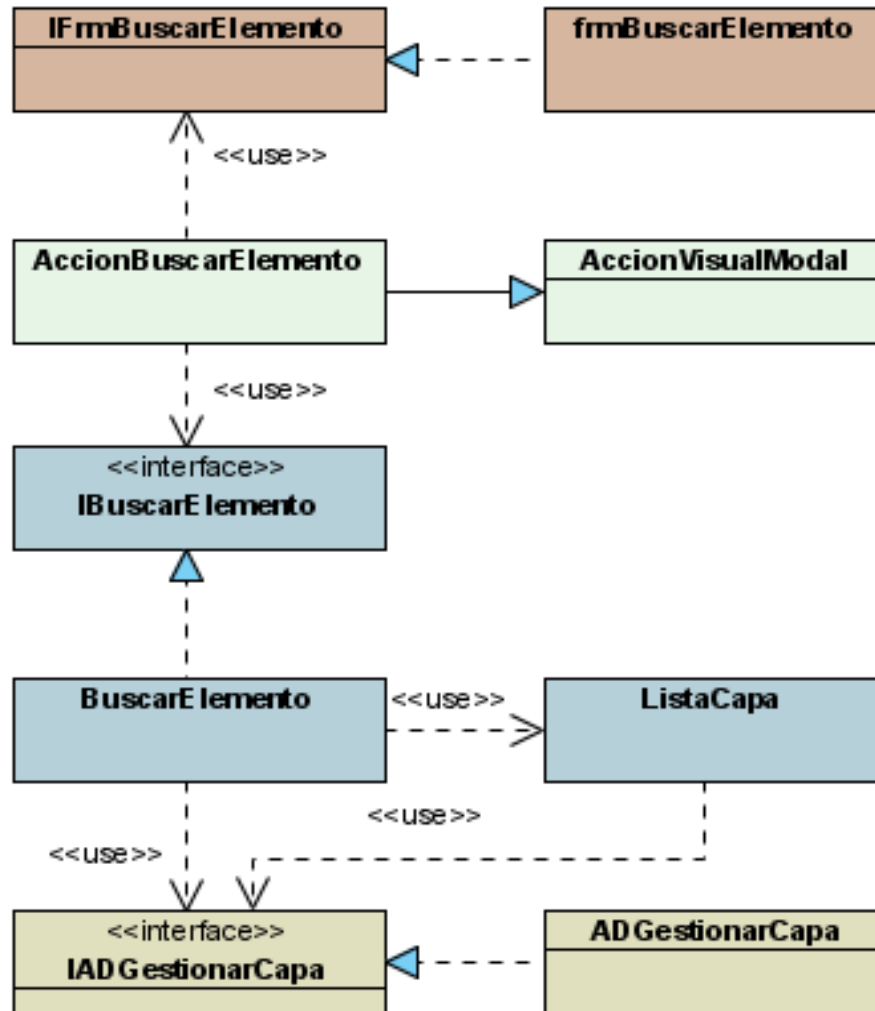 IFrmBuscarElemento
frmBuscarElemento
<<use>>
AccionBuscarElemento
AccionVisualModal
<<use>>
<<interface>>
IBuscarElemento
BuscarElemento
<<use>>
ListaCapa
<<use>>
<<use>>
<<interface>>
IADGestionarCapa
ADGestionarCapa